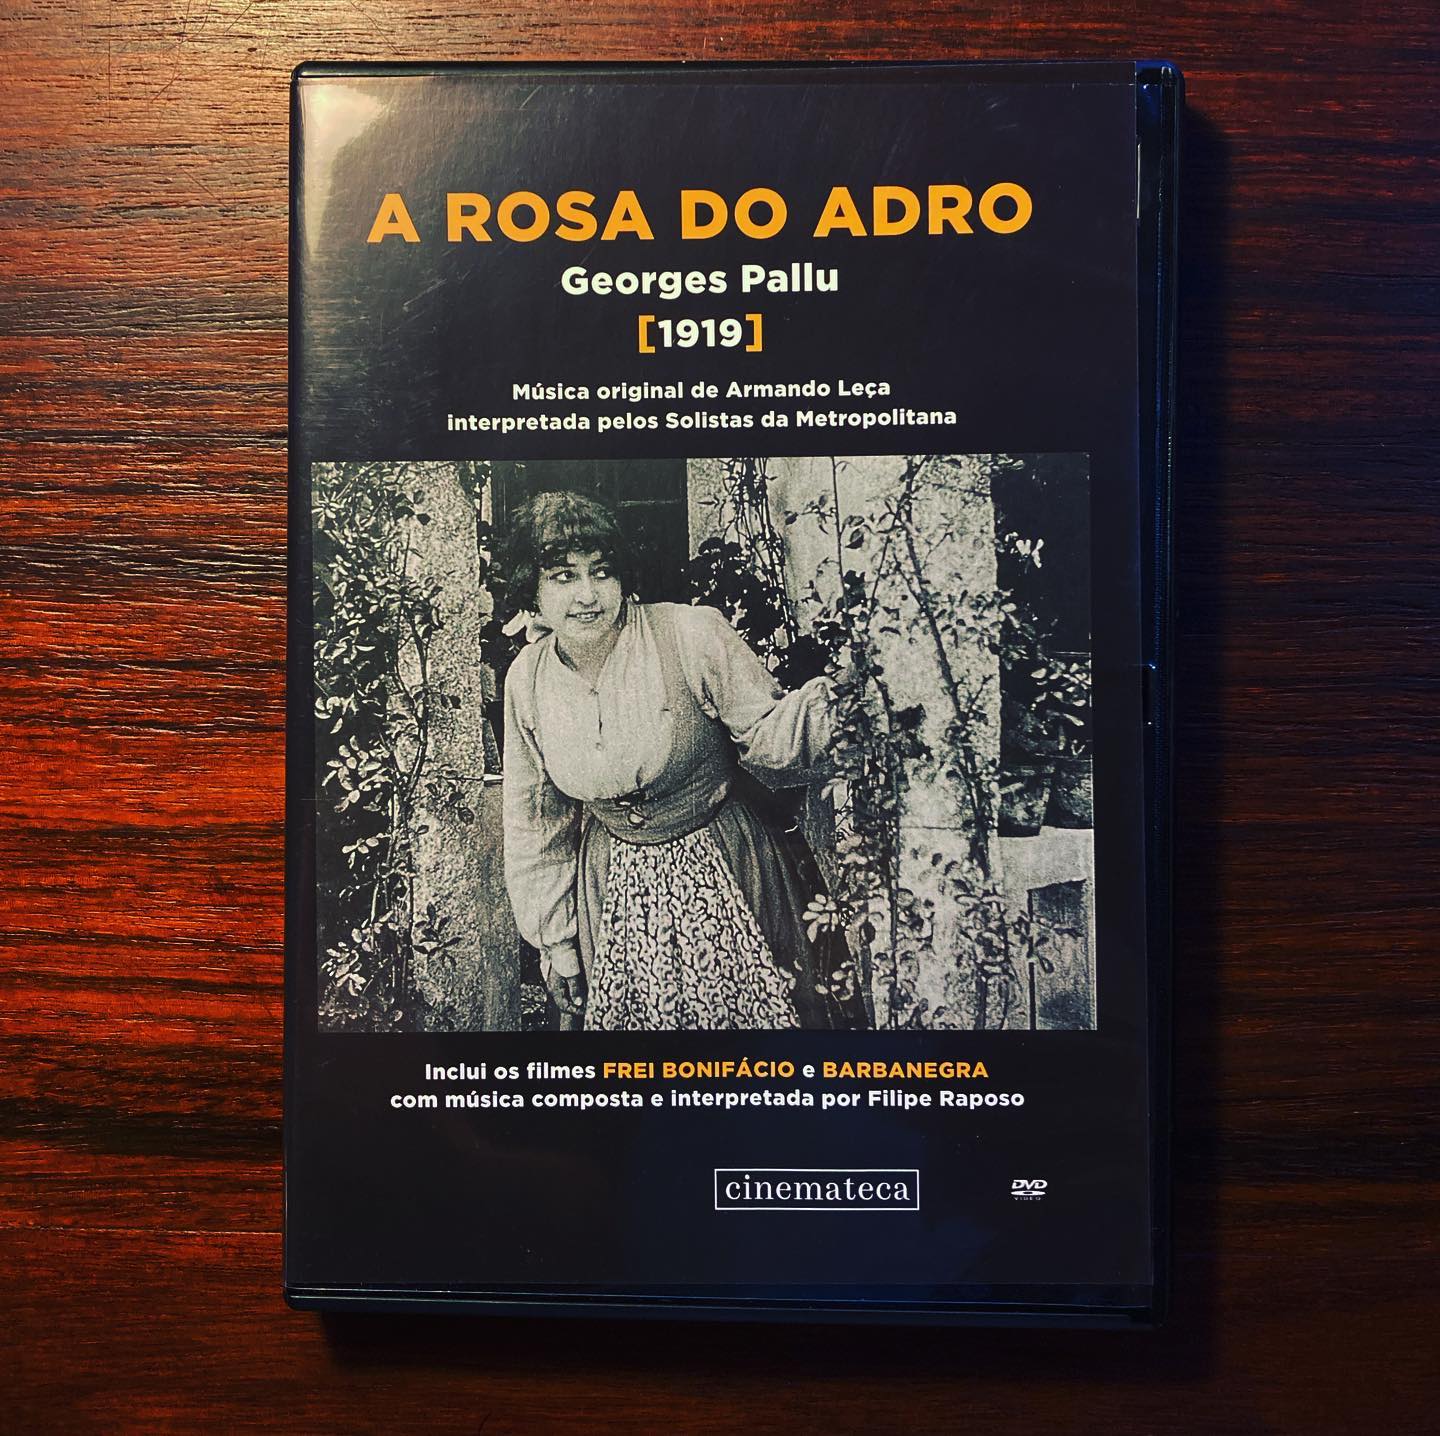 A ROSA DO ADRO
Georges Pallu
[1919]
Música original de Armando Leça
interpretada pelos Solistas da Metropolitana
Inclui os filmes FREI BONIFÁCIO e BARBANEGRA
com música composta e interpretada por Filipe Raposo
cinemateca
DVD
VIDEO